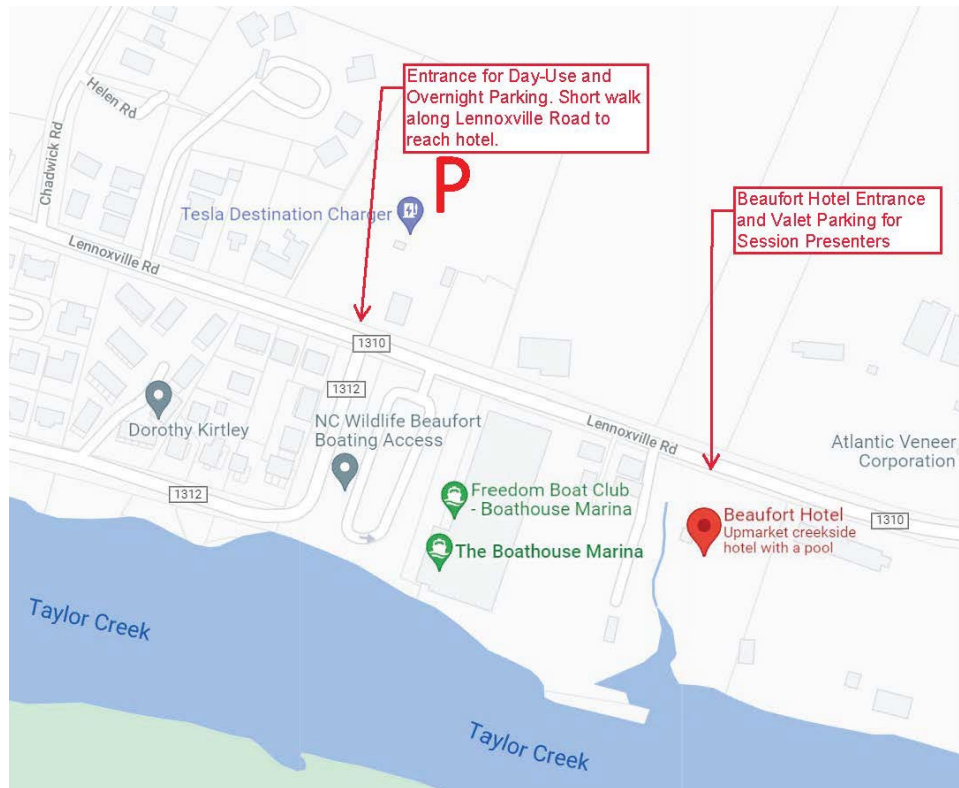 Entrance for Day-Use and
Overnight Parking. Short walk
along Lennoxville Road to
reach hotel.
Helen Rd
Chadwick Rd
P
Tesla Destination Charger
Beaufort Hotel Entrance
and Valet Parking for
Session Presenters
Lennoxville Rd
1310
1312
Dorothy Kirtley
NC Wildlife Beaufort
Boating Access
Lennoxville Rd
Atlantic Veneer
Corporation
1312
Freedom Boat Club
- Boathouse Marina
Beaufort Hotel
Upmarket creekside
hotel with a pool
1310
The Boathouse Marina
Taylor Creek
Taylor Creek